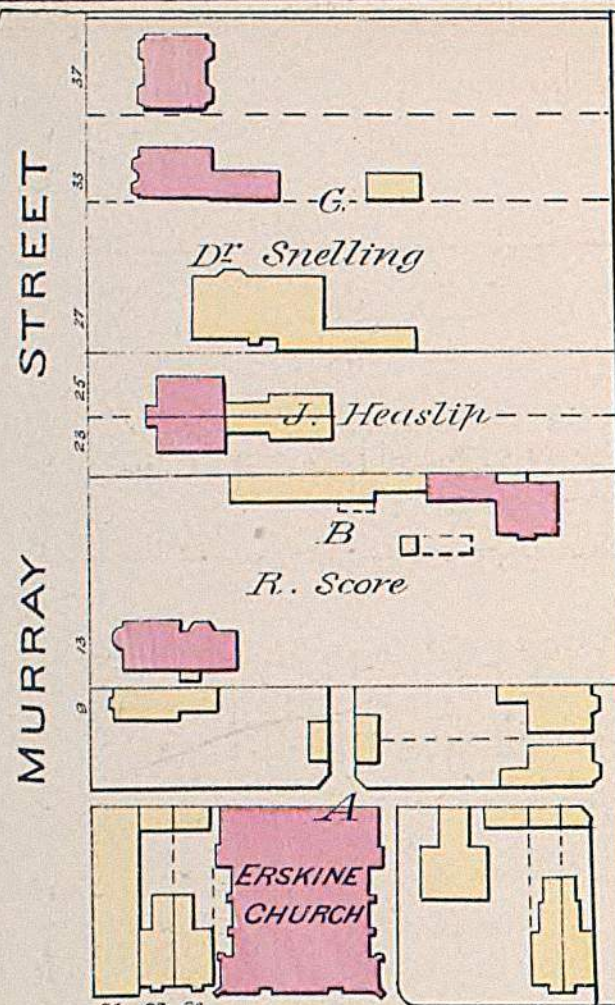 MURRAY STREET
37
33
G.
Dr Snelling
27
25
J. Heaslip
23
B
R. Score
13
9
A
ERSKINE
CHURCH